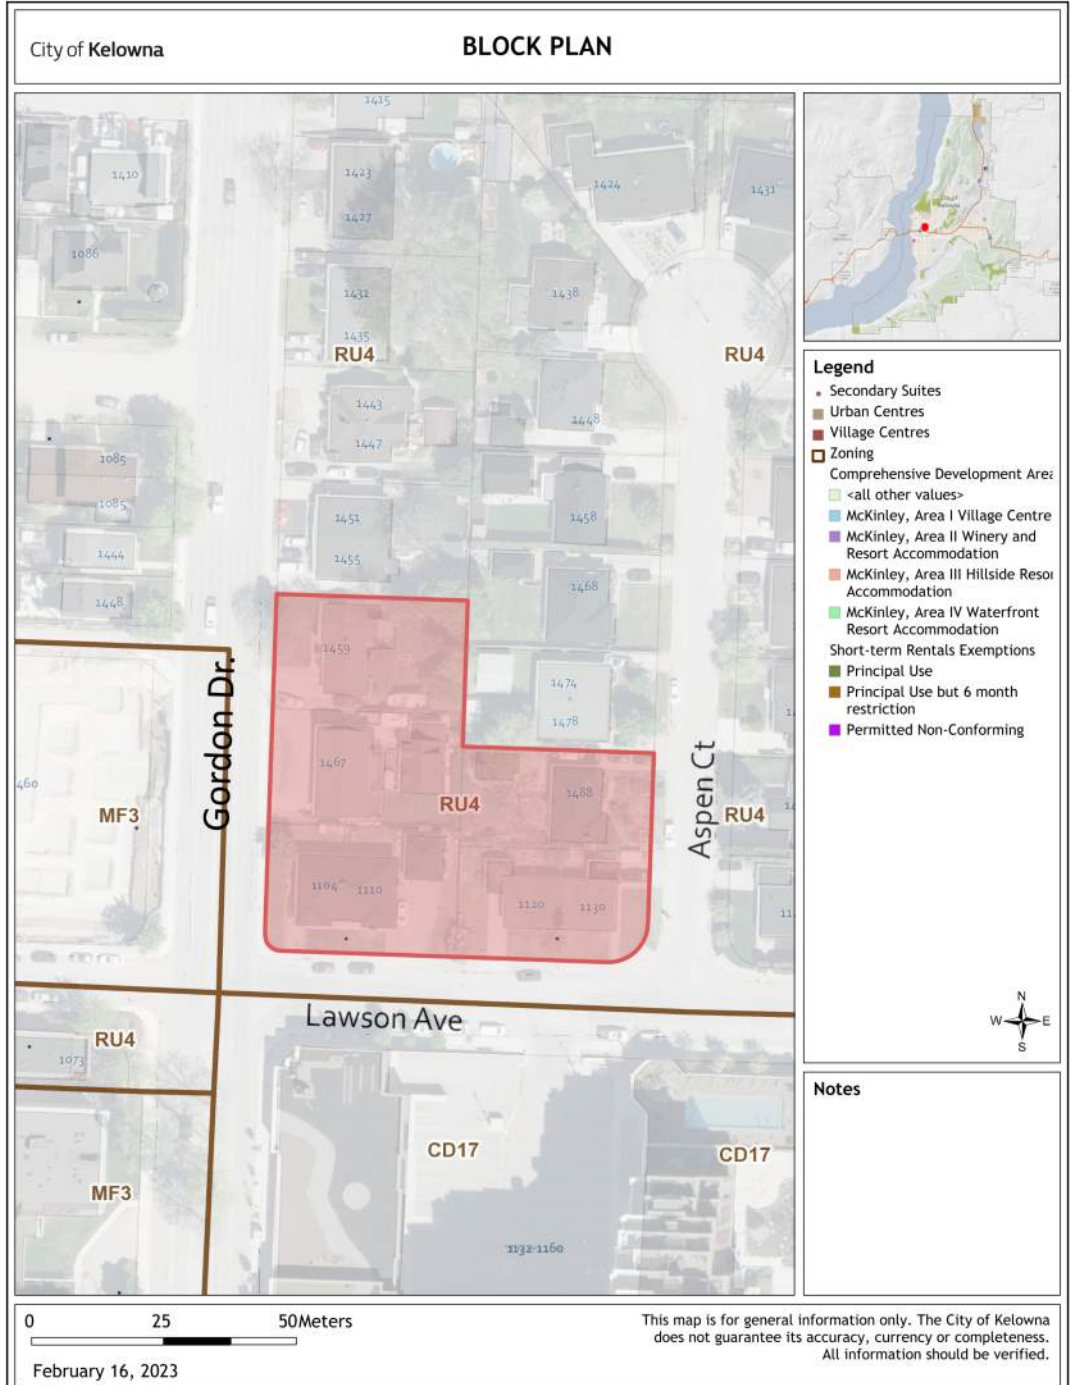 City of Kelowna
BLOCK PLAN
1415
1423
1427
1410
1424
1431
1086
1431
1435
1438
RU4
RU4
1443
1447
1448
1085
1085
1451
1455
1458
1444
1448
1468
1459
1474
1478
Gordon Dr.
1467
460
MF3
RU4
1488
Aspen Ct
RU4
1104
1110
1120
1130
11
Lawson Ave
RU4
1073
CD17
CD17
MF3
1132-1160
Legend
Secondary Suites
Urban Centres
Village Centres
Zoning
Comprehensive Development Area
<all other values>
McKinley, Area I Village Centre
McKinley, Area II Winery and
Resort Accommodation
McKinley, Area III Hillside Resor
Accommodation
McKinley, Area IV Waterfront
Resort Accommodation
Short-term Rentals Exemptions
Principal Use
Principal Use but 6 month
restriction
Permitted Non-Conforming
N
W E
S
Notes
0 25 50 Meters
February 16, 2023
This map is for general information only. The City of Kelowna
does not guarantee its accuracy, currency or completeness.
All information should be verified.